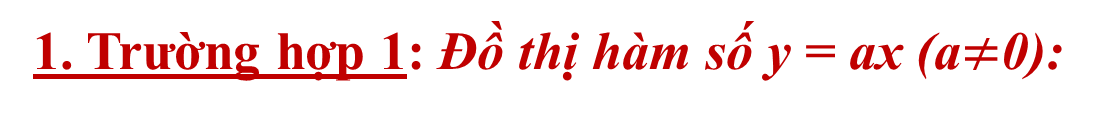 1. Trường hợp 1: Đồ thị hàm số y = ax (a≠0):